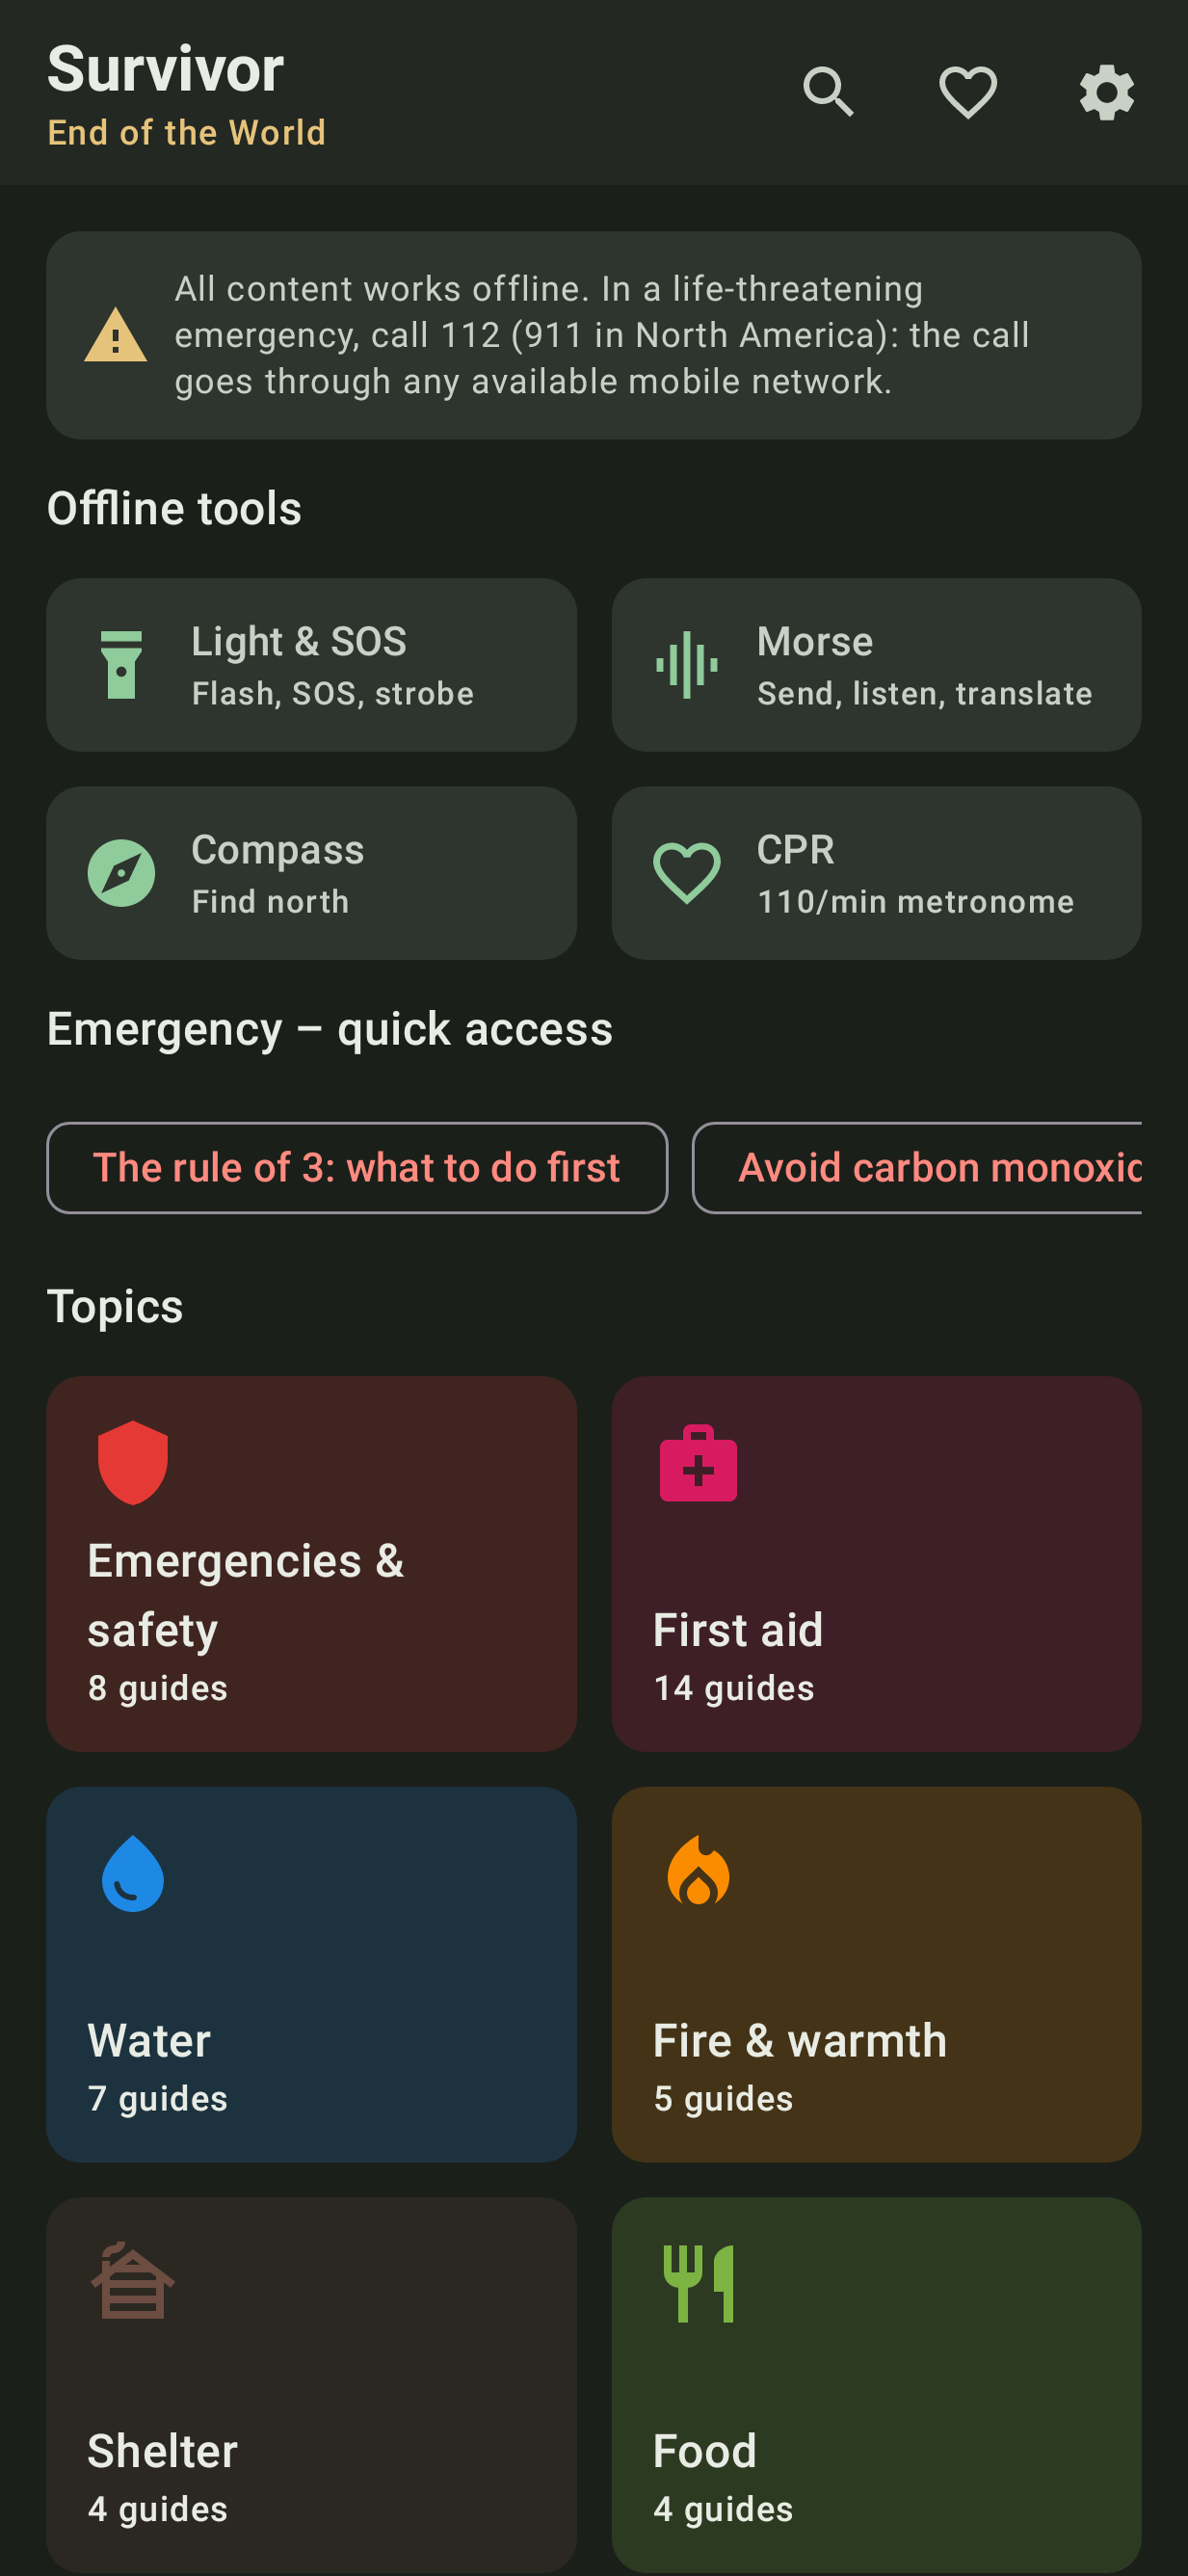 Survivor
End of the World
All content works offline. In a life-threatening
emergency, call 112 (911 in North America): the call
goes through any available mobile network.
Offline tools
Light & SOS
Flash, SOS, strobe
Morse
Send, listen, translate
Compass
Find north
CPR
110/min metronome
Emergency – quick access
The rule of 3: what to do first
Avoid carbon monoxid
Topics
Emergencies &
safety
8 guides
First aid
14 guides
Water
7 guides
Fire & warmth
5 guides
Shelter
4 guides
Food
4 guides